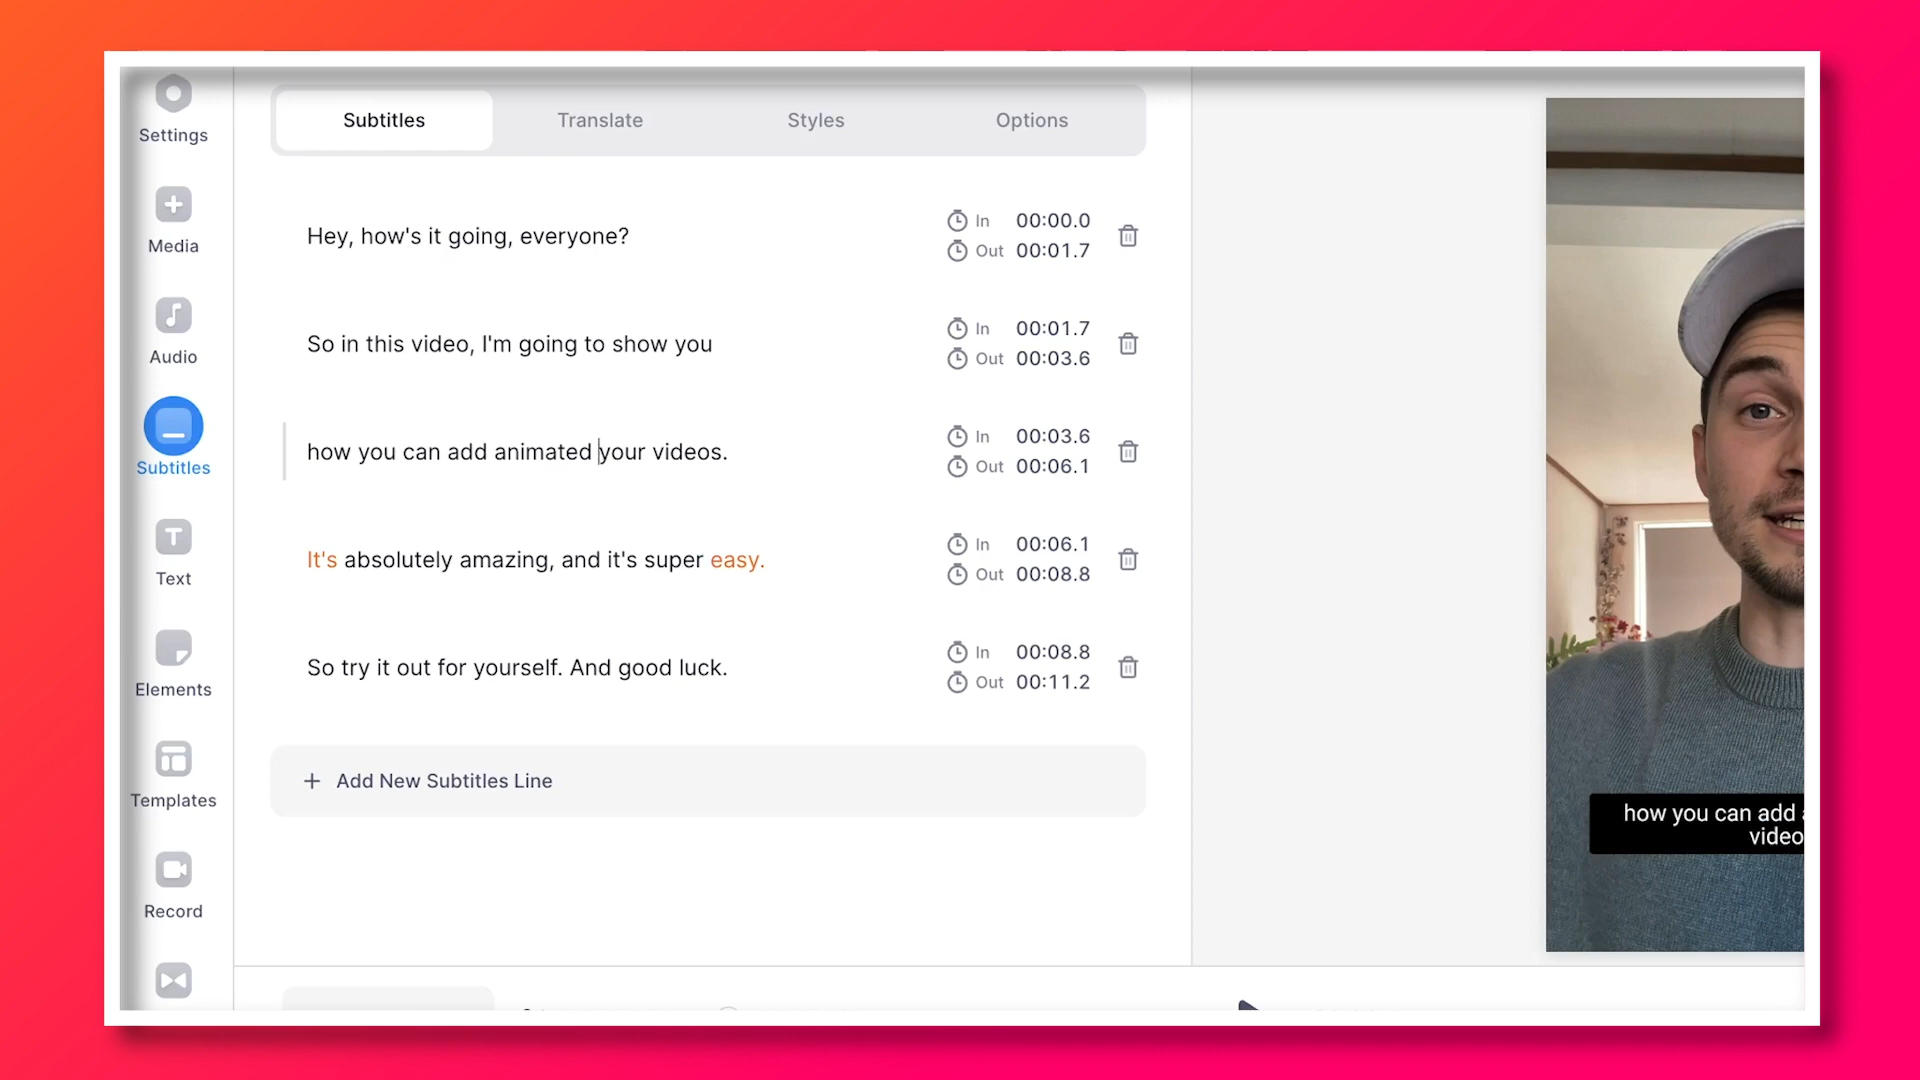 Settings
Media
Audio
Subtitles
Text
Elements
Templates
Record
Subtitles Translate Styles Options
Hey, how's it going, everyone?
In 00:00.0
Out 00:01.7
So in this video, I'm going to show you
In 00:01.7
Out 00:03.6
how you can add animated your videos.
In 00:03.6
Out 00:06.1
It's absolutely amazing, and it's super easy.
In 00:06.1
Out 00:08.8
So try it out for yourself. And good luck.
In 00:08.8
Out 00:11.2
+ Add New Subtitles Line
how you can add
video